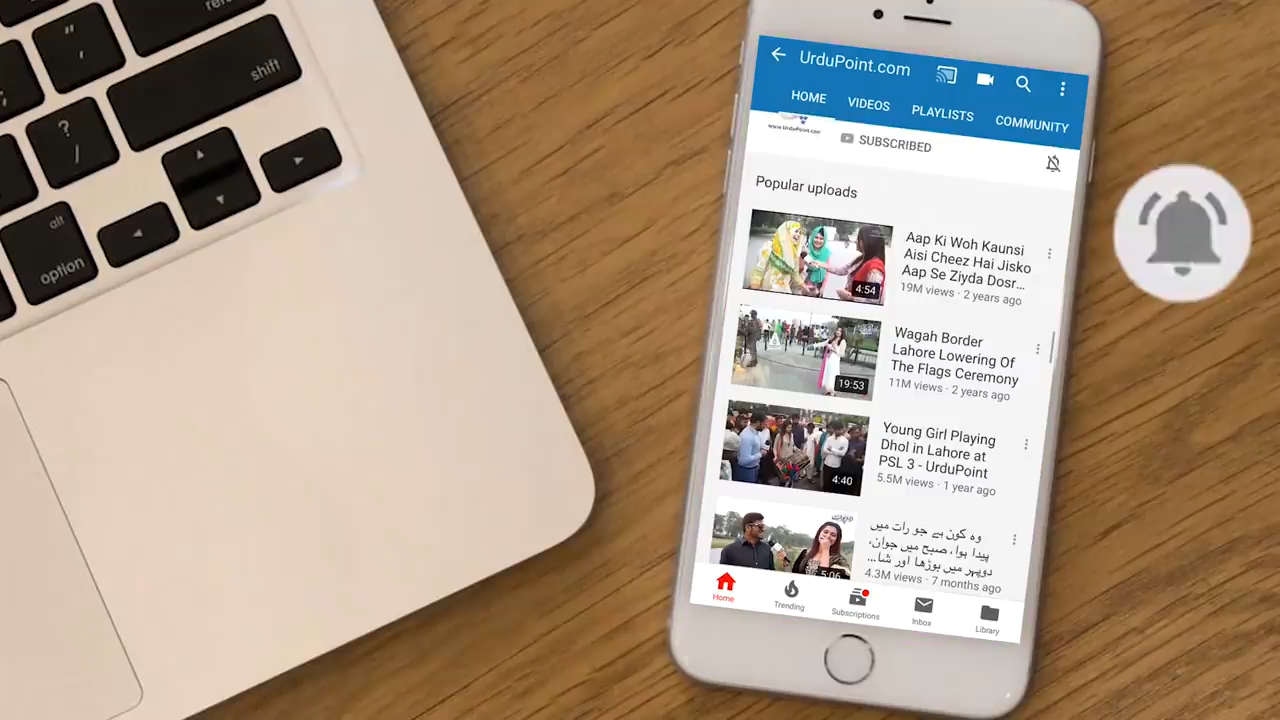 refe
shift
alt
option
UrduPoint.com
HOME VIDEOS PLAYLISTS COMMUNITY
www.UrduPoint.com
SUBSCRIBED
Popular uploads
Aap Ki Woh Kaunsi
Aisi Cheez Hai Jisko
Aap Se Ziyda Dosr...
19M views · 2 years ago
4:54
Wagah Border
Lahore Lowering Of
The Flags Ceremony
11M views · 2 years ago
19:53
Young Girl Playing
Dhol in Lahore at
PSL 3 - UrduPoint
5.5M views · 1 year ago
4:40
وہ کون ہے جو رات میں
پیدا ہوا، صبح میں جوان،
دوپہر میں بوڑھا اور شا...
4.3M views · 7 months ago
5:06
Home Trending Subscriptions Inbox Library